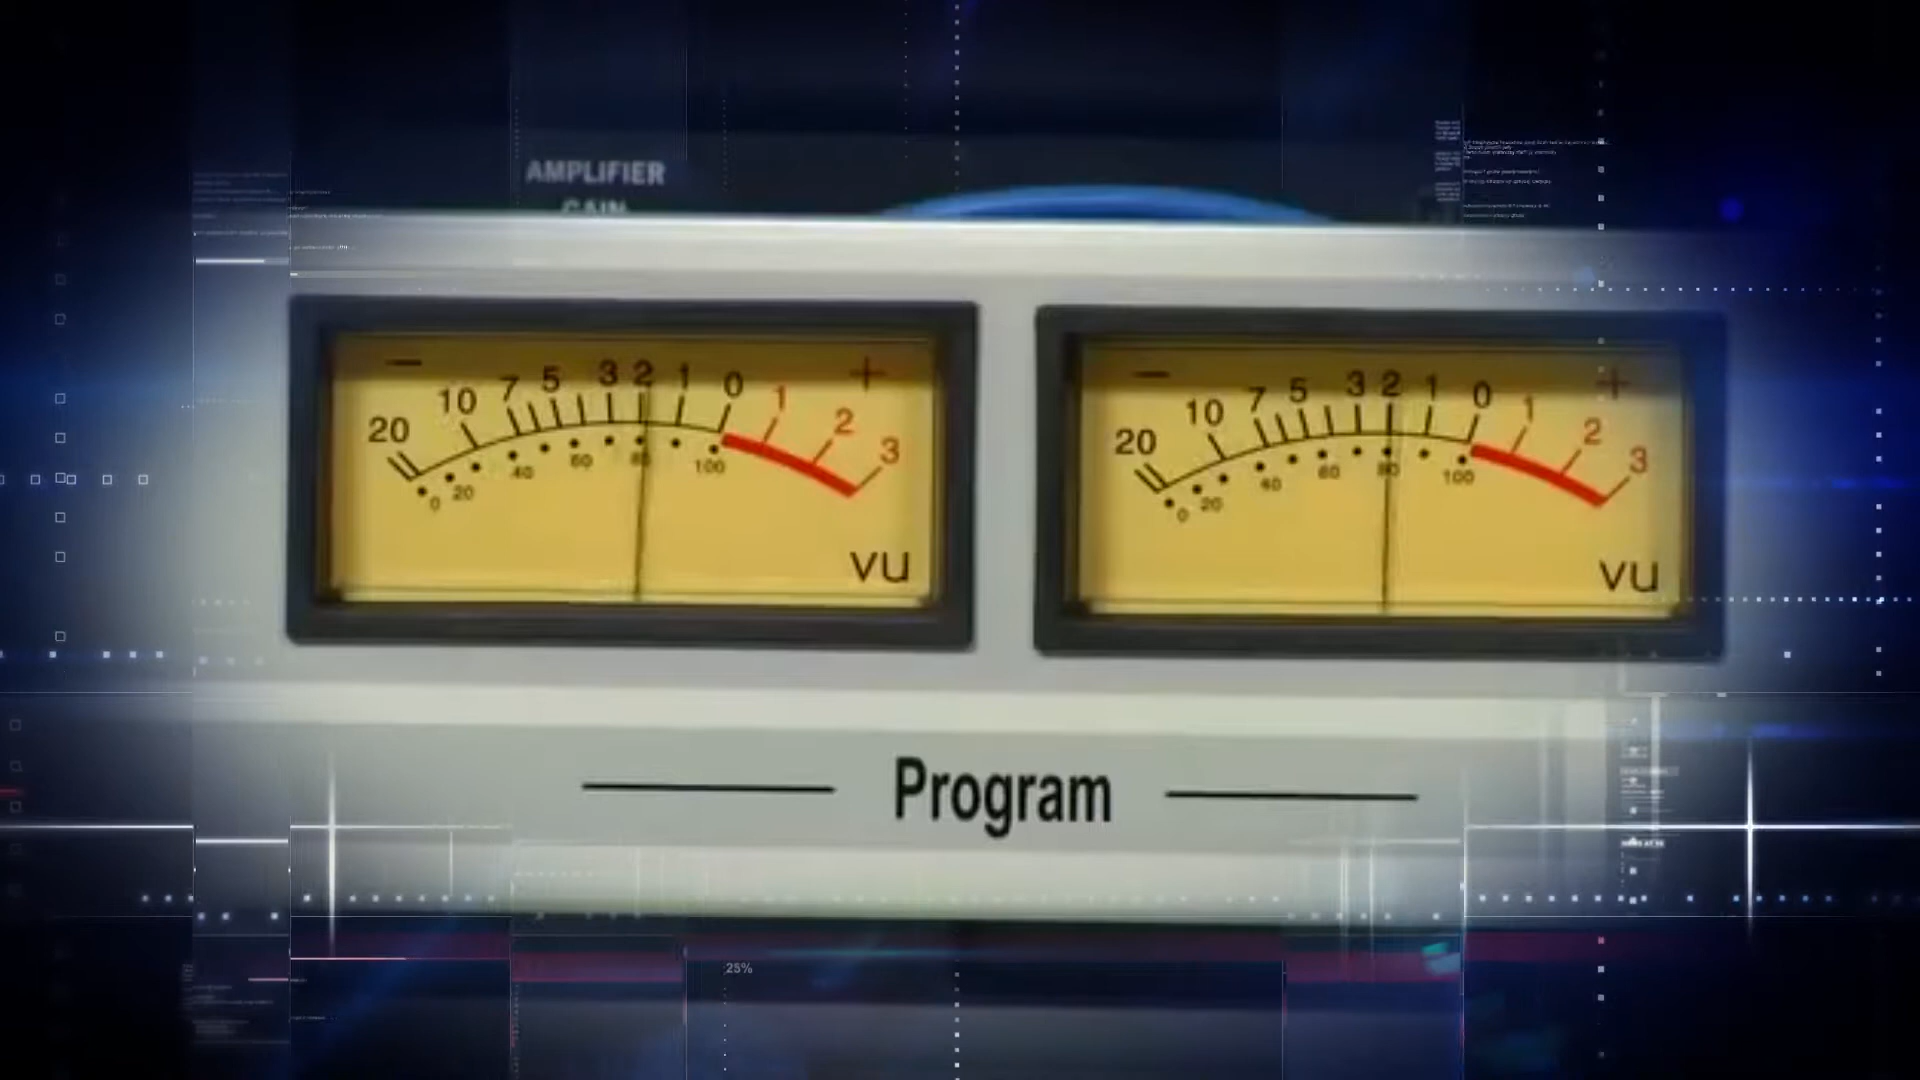 AMPLIFIER
GAIN
− 20 10 7 5 3 2 1 0 1 2 3 +
0 20 40 60 80 100
VU
− 20 10 7 5 3 2 1 0 1 2 3 +
0 20 40 60 80 100
VU
Program
25%